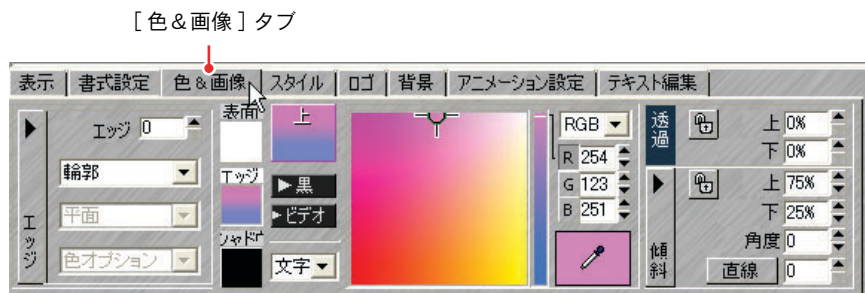 ［色＆画像］タブ
表示 書式設定 色＆画像 スタイル ロゴ 背景 アニメーション設定 テキスト編集
エッジ
エッジ 0
輪郭
平面
色オプション
表面
エッジ
シャドウ
上
黒
ビデオ
文字
RGB
R 254
G 123
B 251
透過
上 0%
下 0%
傾斜
上 75%
下 25%
角度 0
直線 0